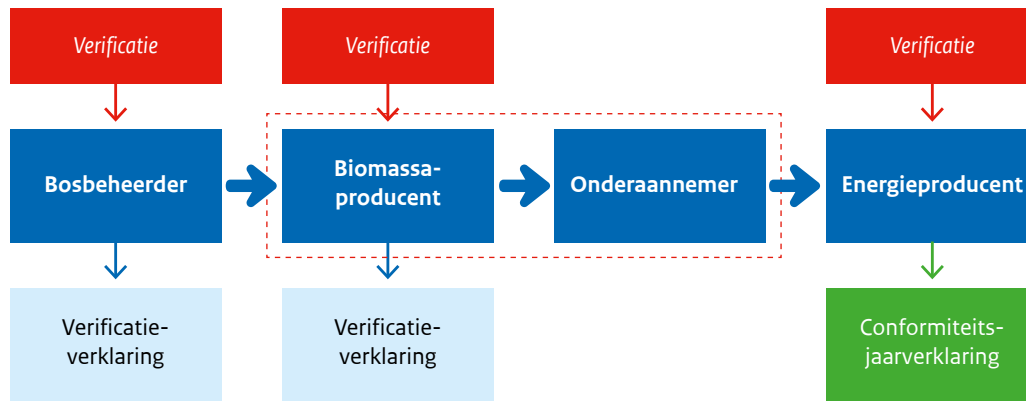 Verificatie
Verificatie
Verificatie
Bosbeheerder
Biomassa-
producent
Onderaannemer
Energieproducent
Verificatie-
verklaring
Verificatie-
verklaring
Conformiteits-
jaarverklaring